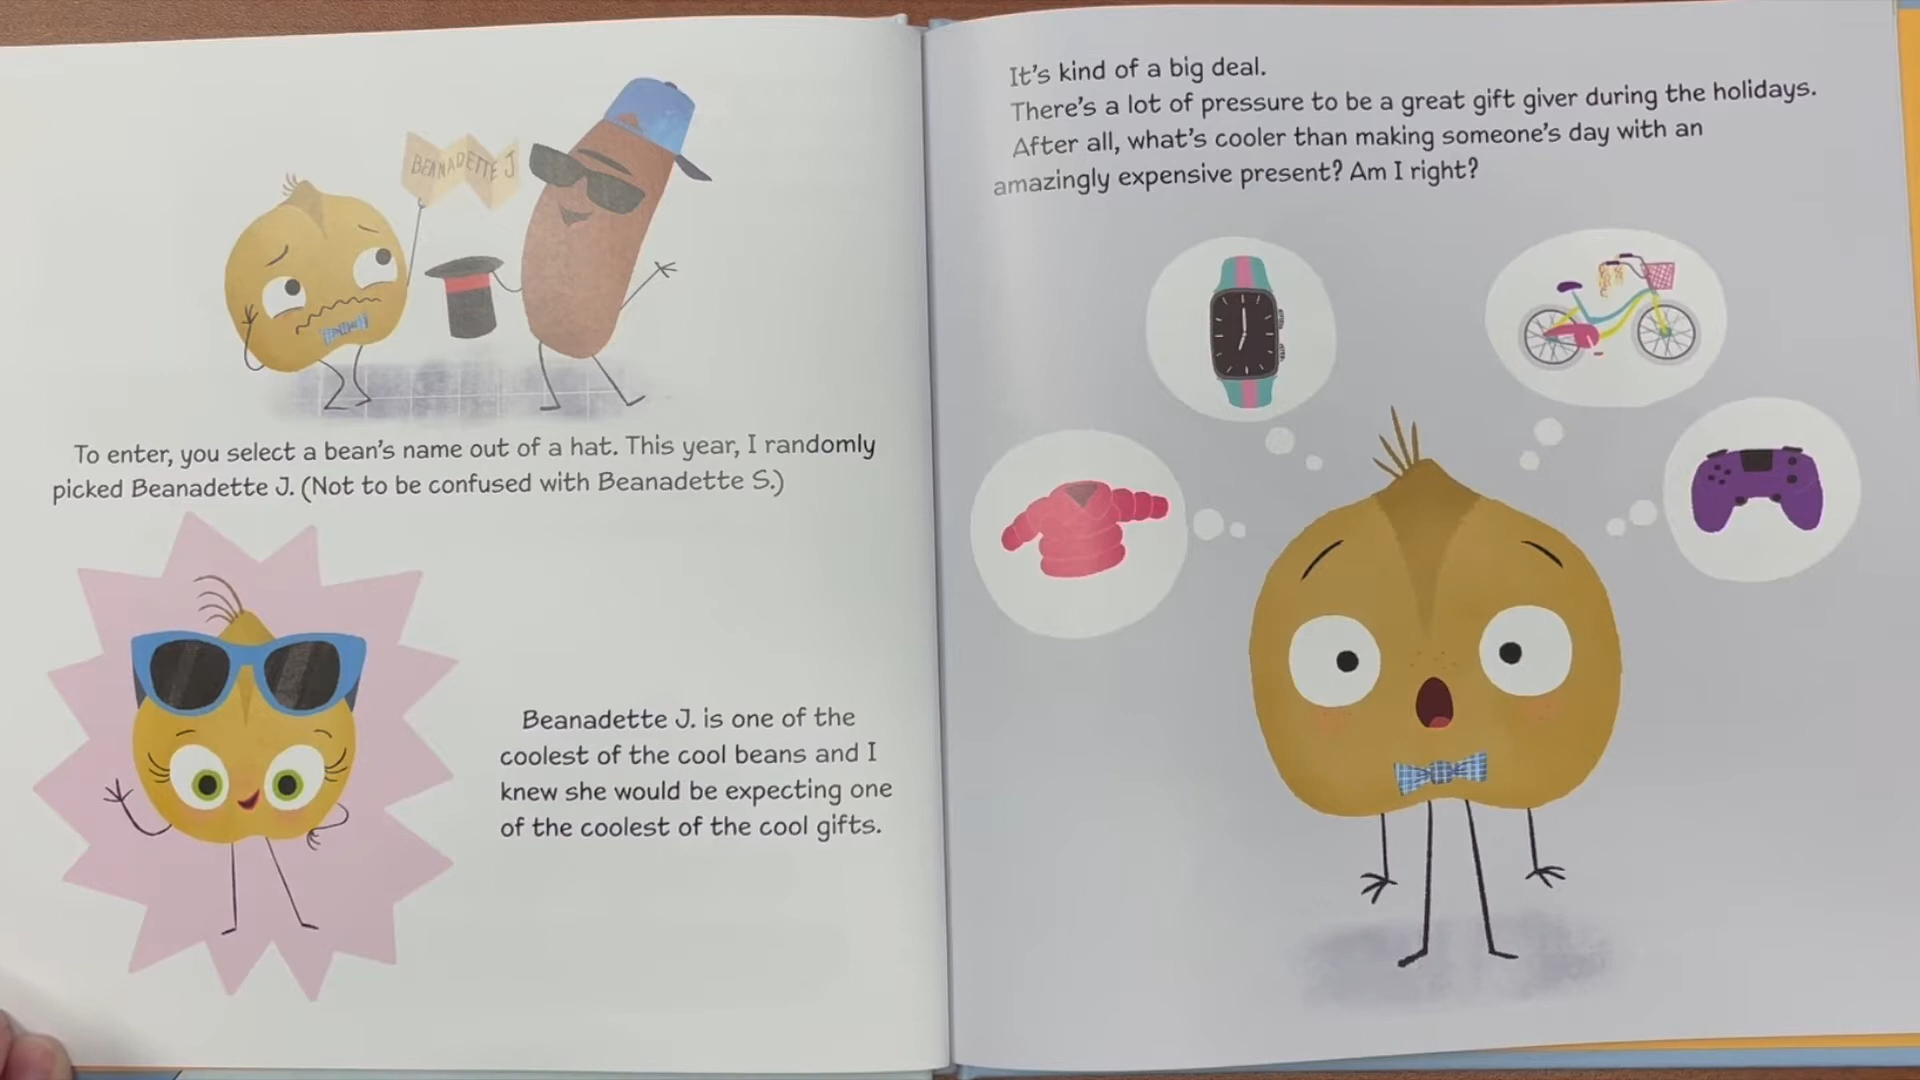 BEANADETTE J
To enter, you select a bean's name out of a hat. This year, I randomly
picked Beanadette J. (Not to be confused with Beanadette S.)
Beanadette J. is one of the
coolest of the cool beans and I
knew she would be expecting one
of the coolest of the cool gifts.
It's kind of a big deal.
There's a lot of pressure to be a great gift giver during the holidays.
After all, what's cooler than making someone's day with an
amazingly expensive present? Am I right?